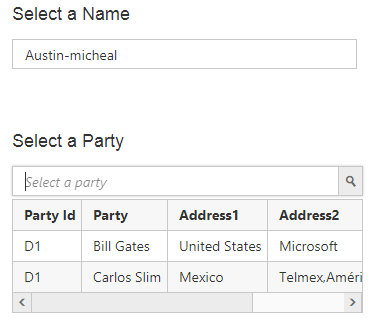 Select a Name
Austin-micheal
Select a Party
Select a party
Party Id Party Address1 Address2
D1 Bill Gates United States Microsoft
D1 Carlos Slim Mexico Telmex,Améri